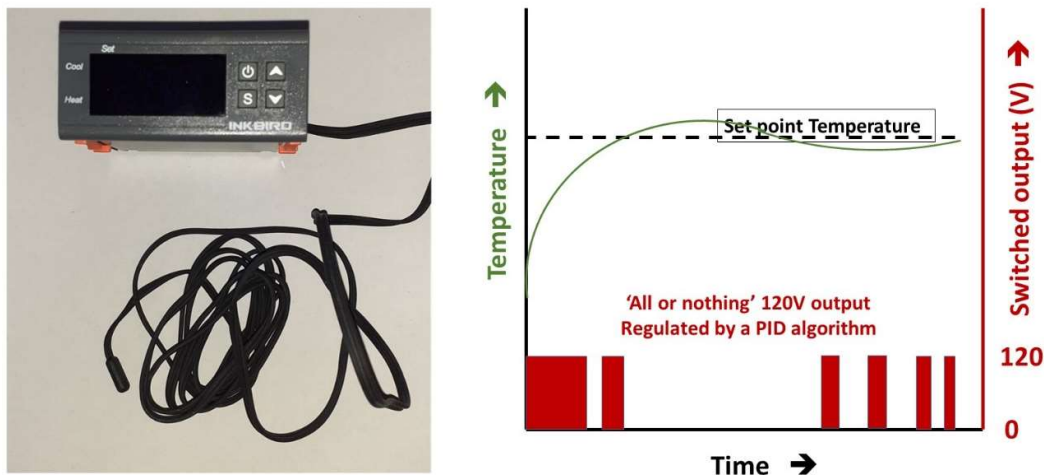 Set
Cool
Heat
S
INKBIRD
Temperature →
Set point Temperature
Switched output (V) →
'All or nothing' 120V output
Regulated by a PID algorithm
120
0
Time →